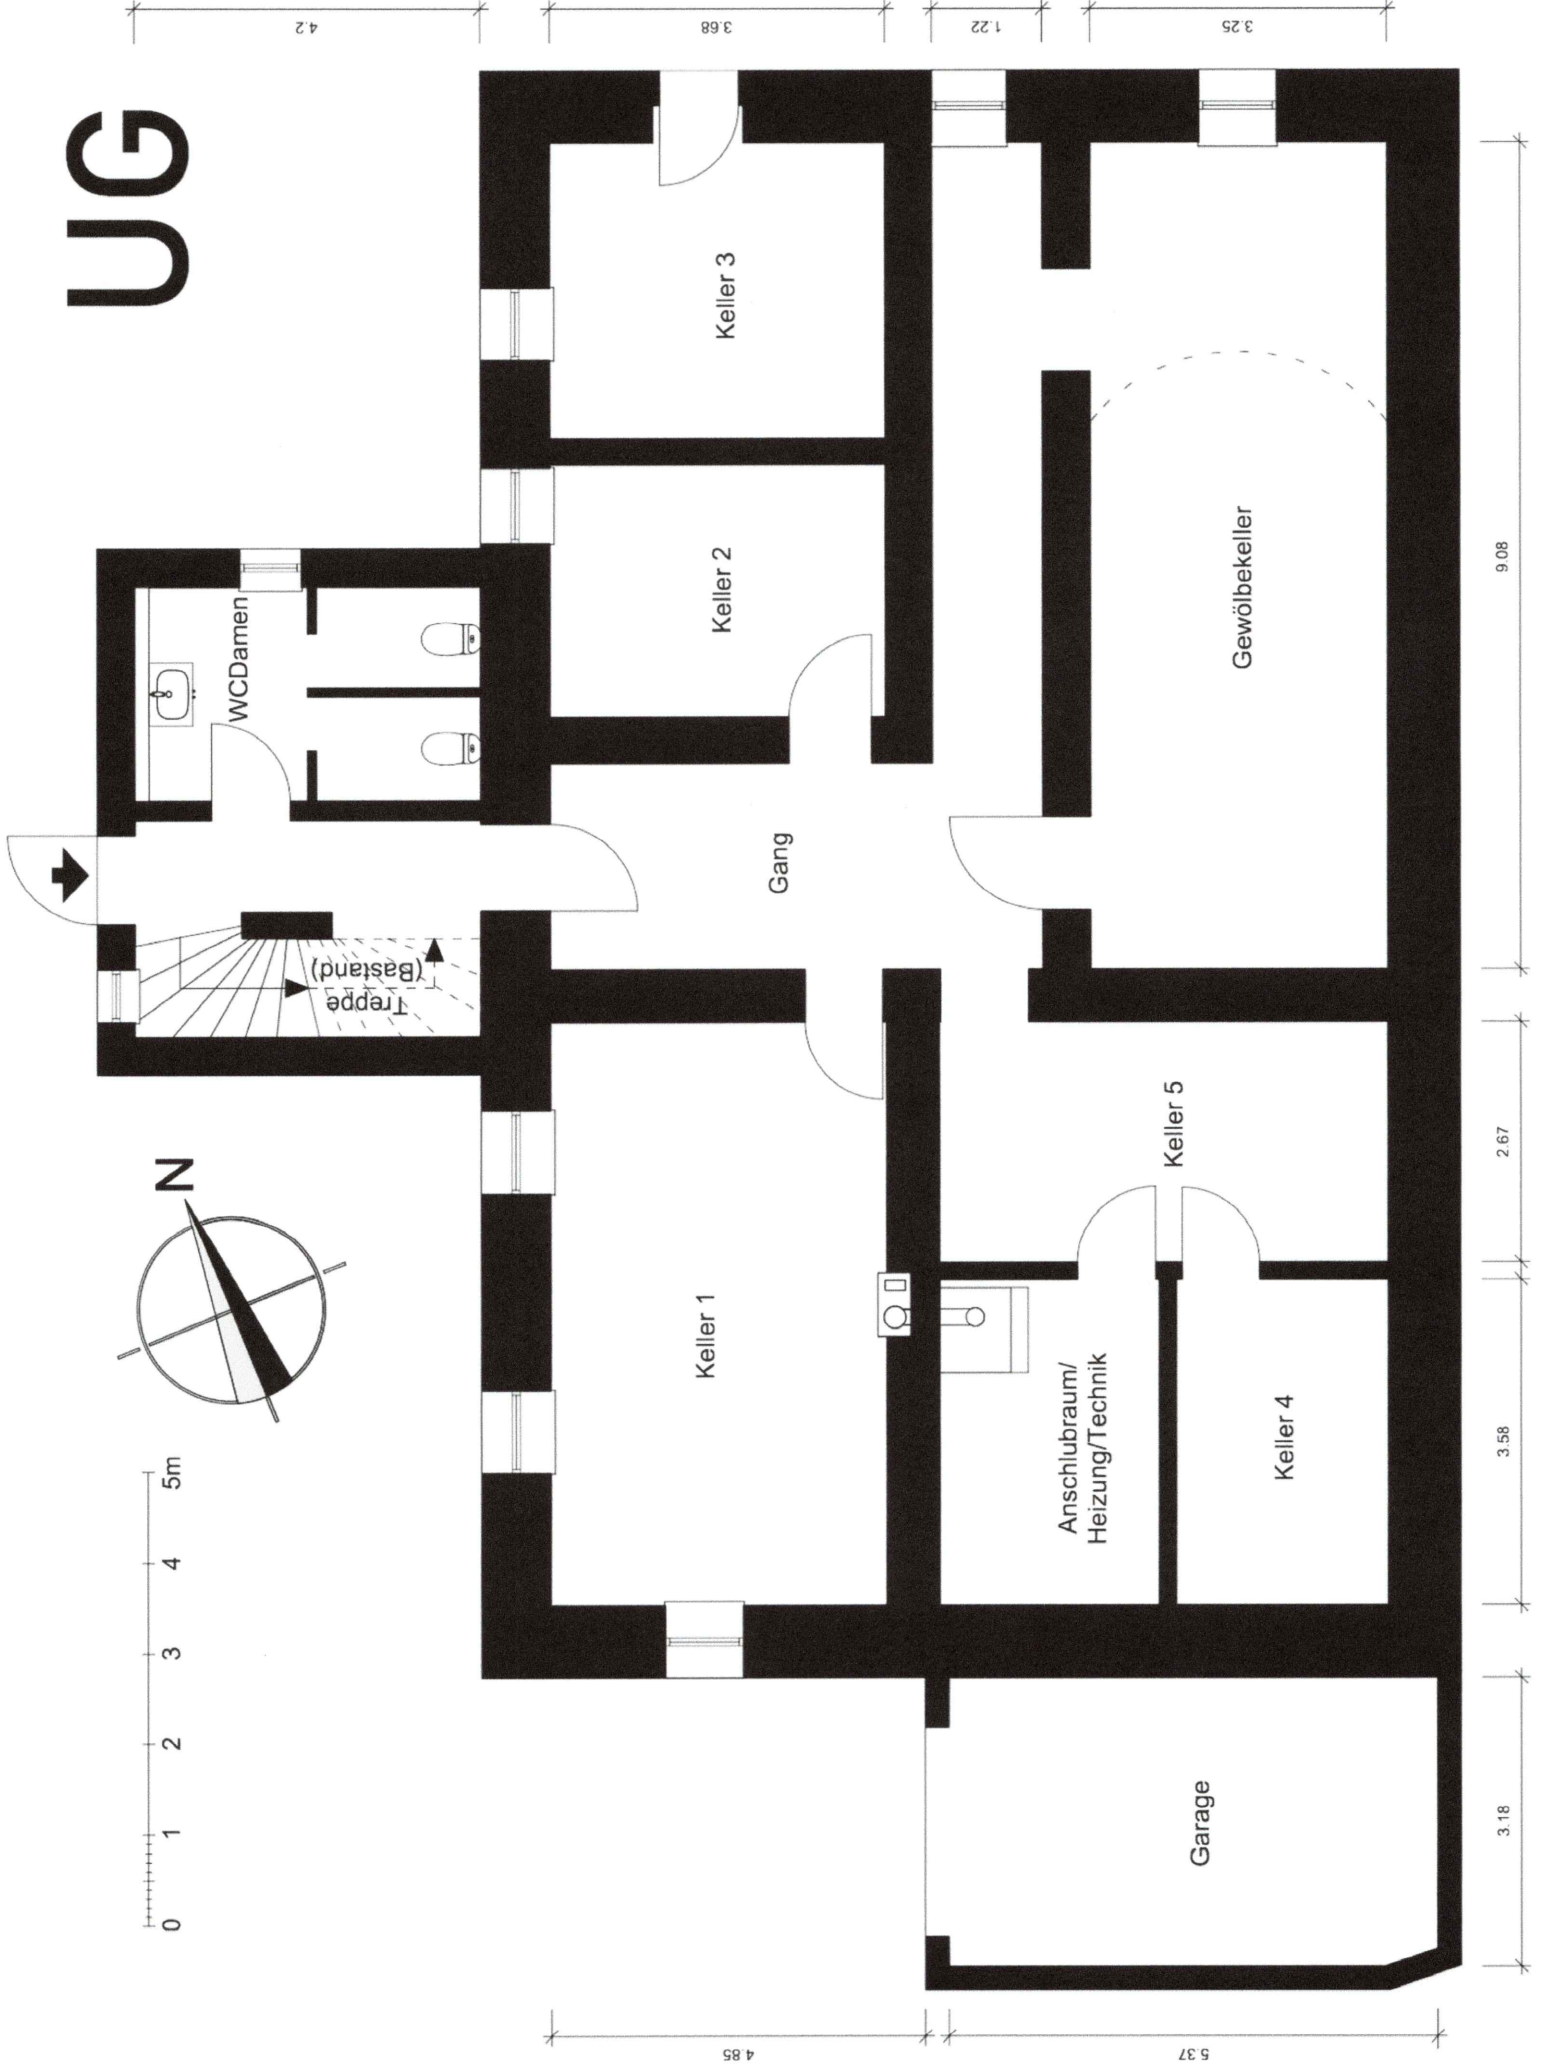 UG
4.2
3.68
1.22
3.25
WCDamen
Keller 3
Keller 2
Gang
Gewölbekeller
9.08
Treppe
(Bastand)
N
Keller 1
Keller 5
2.67
Anschlubraum/
Heizung/Technik
Keller 4
3.58
0 1 2 3 4 5m
Garage
3.18
4.85
5.37